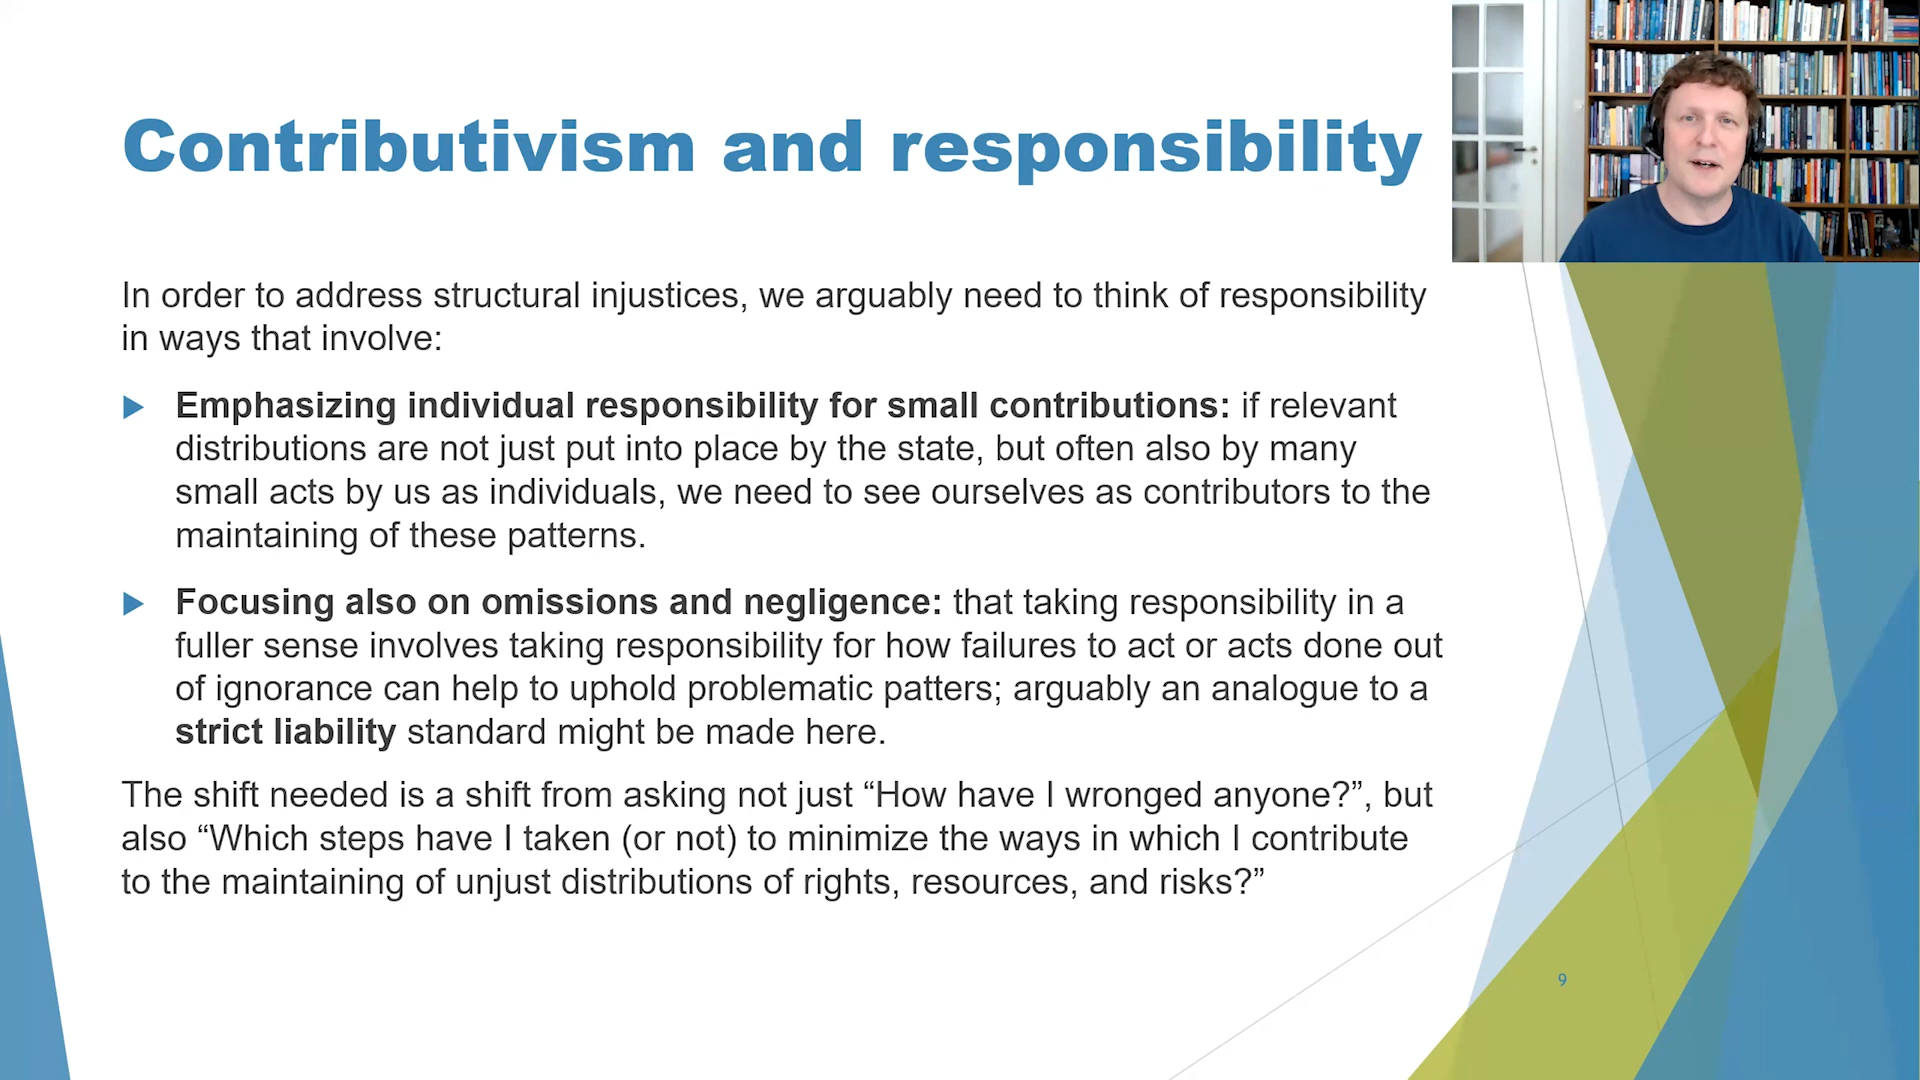 Contributivism and responsibility
In order to address structural injustices, we arguably need to think of responsibility
in ways that involve:
Emphasizing individual responsibility for small contributions: if relevant
distributions are not just put into place by the state, but often also by many
small acts by us as individuals, we need to see ourselves as contributors to the
maintaining of these patterns.
Focusing also on omissions and negligence: that taking responsibility in a
fuller sense involves taking responsibility for how failures to act or acts done out
of ignorance can help to uphold problematic patters; arguably an analogue to a
strict liability standard might be made here.
The shift needed is a shift from asking not just “How have I wronged anyone?”, but
also “Which steps have I taken (or not) to minimize the ways in which I contribute
to the maintaining of unjust distributions of rights, resources, and risks?”
9